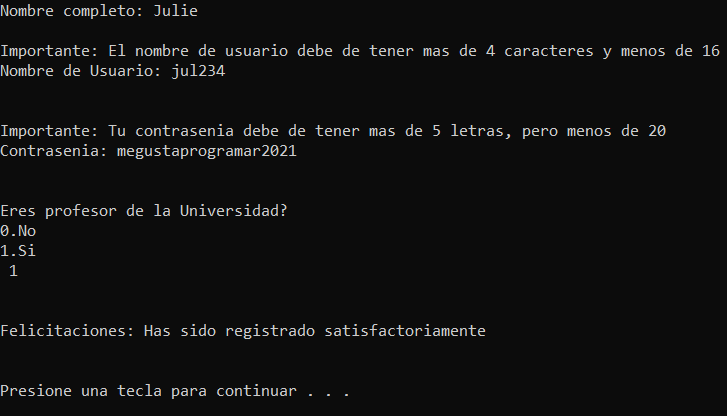 Nombre completo: Julie
Importante: El nombre de usuario debe de tener mas de 4 caracteres y menos de 16
Nombre de Usuario: jul234
Importante: Tu contrasenia debe de tener mas de 5 letras, pero menos de 20
Contrasenia: megustaprogramar2021
Eres profesor de la Universidad?
0.No
1.Si
1
Felicitaciones: Has sido registrado satisfactoriamente
Presione una tecla para continuar . . .